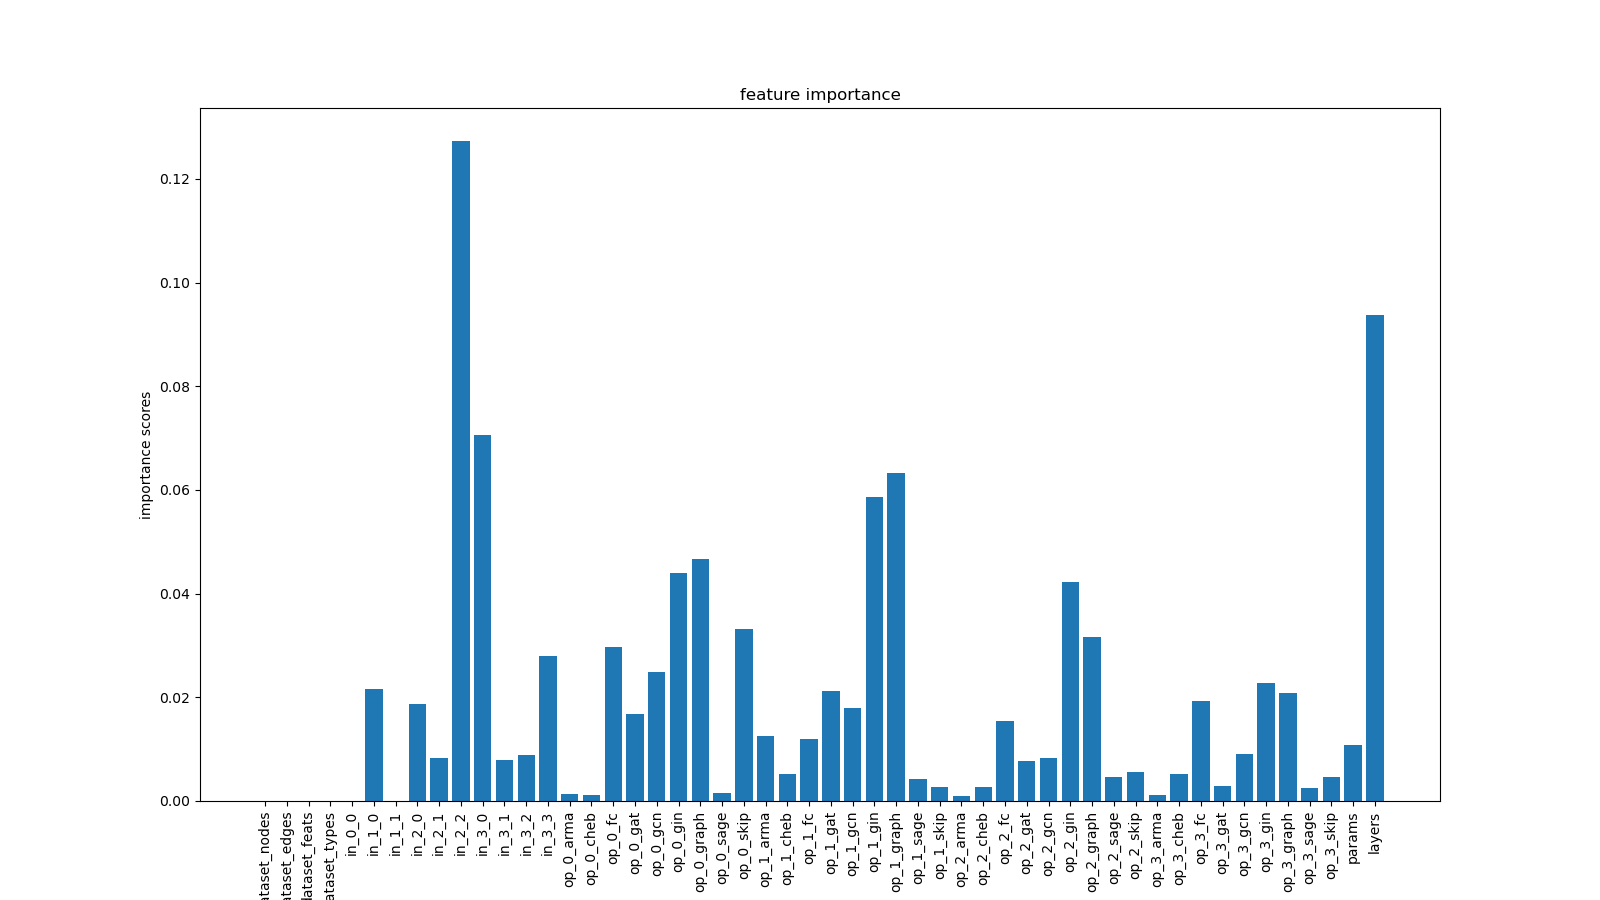 feature importance
importance scores
0.12
0.10
0.08
0.06
0.04
0.02
0.00
ataset_nodes
ataset_edges
lataset_feats
ataset_types
in_0_0
in_1_0
in_1_1
in_2_0
in_2_1
in_2_2
in_3_0
in_3_1
in_3_2
in_3_3
op_0_arma
op_0_cheb
op_0_fc
op_0_gat
op_0_gcn
op_0_gin
op_0_graph
op_0_sage
op_0_skip
op_1_arma
op_1_cheb
op_1_fc
op_1_gat
op_1_gcn
op_1_gin
op_1_graph
op_1_sage
op_1_skip
op_2_arma
op_2_cheb
op_2_fc
op_2_gat
op_2_gcn
op_2_gin
op_2_graph
op_2_sage
op_2_skip
op_3_arma
op_3_cheb
op_3_fc
op_3_gat
op_3_gcn
op_3_gin
op_3_graph
op_3_sage
op_3_skip
params
layers